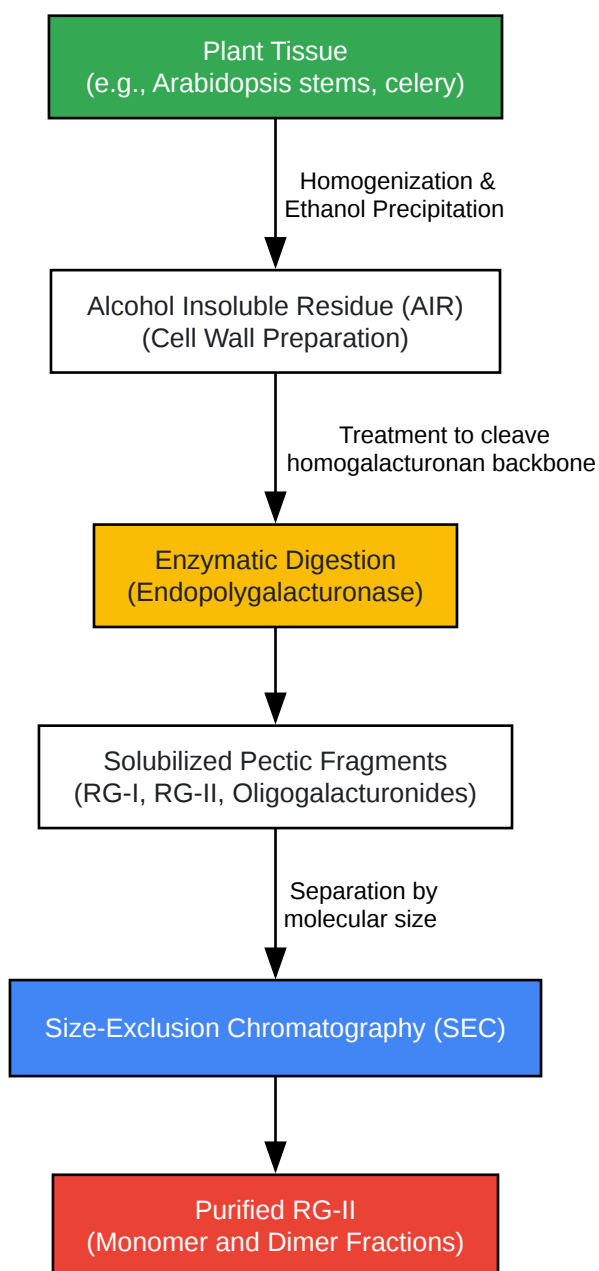 Plant Tissue
(e.g., Arabidopsis stems, celery)
Homogenization &
Ethanol Precipitation
Alcohol Insoluble Residue (AIR)
(Cell Wall Preparation)
Treatment to cleave
homogalacturonan backbone
Enzymatic Digestion
(Endopolygalacturonase)
Solubilized Pectic Fragments
(RG-I, RG-II, Oligogalacturonides)
Separation by
molecular size
Size-Exclusion Chromatography (SEC)
Purified RG-II
(Monomer and Dimer Fractions)